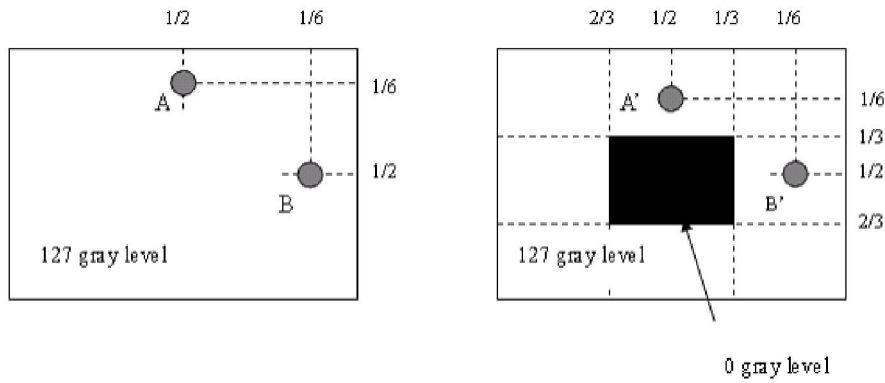 1/2 1/6
1/6
A
1/2
B
127 gray level
2/3 1/2 1/3 1/6
A'
1/6
1/3
1/2
B'
2/3
127 gray level
0 gray level